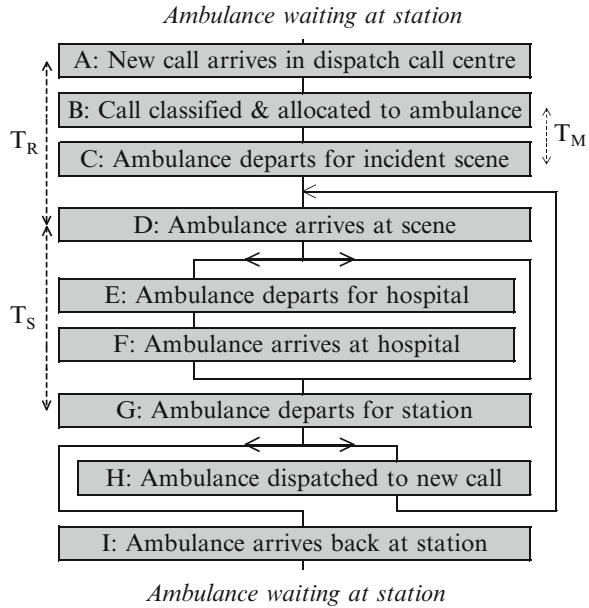 Ambulance waiting at station
A: New call arrives in dispatch call centre
B: Call classified & allocated to ambulance
T_R
T_M
C: Ambulance departs for incident scene
D: Ambulance arrives at scene
E: Ambulance departs for hospital
T_S
F: Ambulance arrives at hospital
G: Ambulance departs for station
H: Ambulance dispatched to new call
I: Ambulance arrives back at station
Ambulance waiting at station